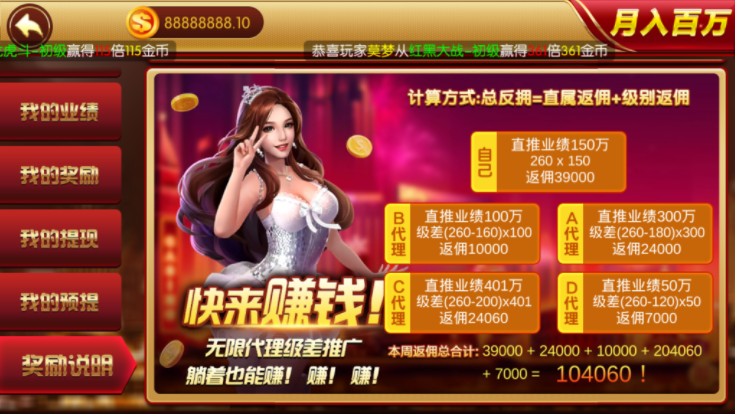 88888888.10
月入百万
龙虎斗-初级赢得115倍115金币
恭喜玩家莫梦从红黑大战-初级赢得361倍361金币
我的业绩
我的奖励
我的提现
我的预提
奖励说明
计算方式:总反拥=直属返佣+级别返佣
自己
直推业绩150万
260 x 150
返佣39000
B代理
直推业绩100万
级差(260-160)x100
返佣10000
A代理
直推业绩300万
级差(260-180)x300
返佣24000
C代理
直推业绩401万
级差(260-200)x401
返佣24060
D代理
直推业绩50万
级差(260-120)x50
返佣7000
快来赚钱!
无限代理级差推广
躺着也能赚! 赚! 赚!
本周返佣总合计: 39000 + 24000 + 10000 + 204060
+ 7000 = 104060 !